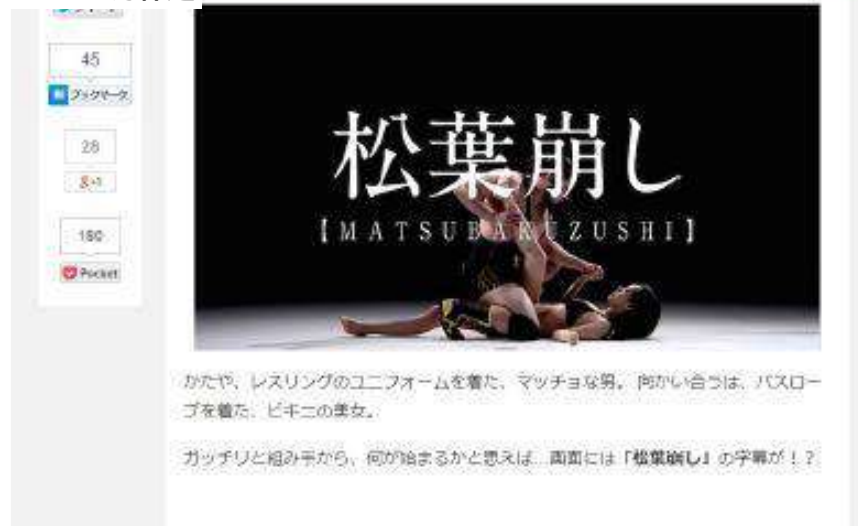 45
ブックマーク
28
g+1
180
Pocket
松葉崩し
【MATSUBAKUZUSHI】
かたや、レスリングのユニフォームを着た、マッチョな男。 向かい合うは、バスロー
ブを着た、ビキニの美女。
ガッチリと組み手から、何が始まるかと思えば…画面には「松葉崩し」の字幕が！？